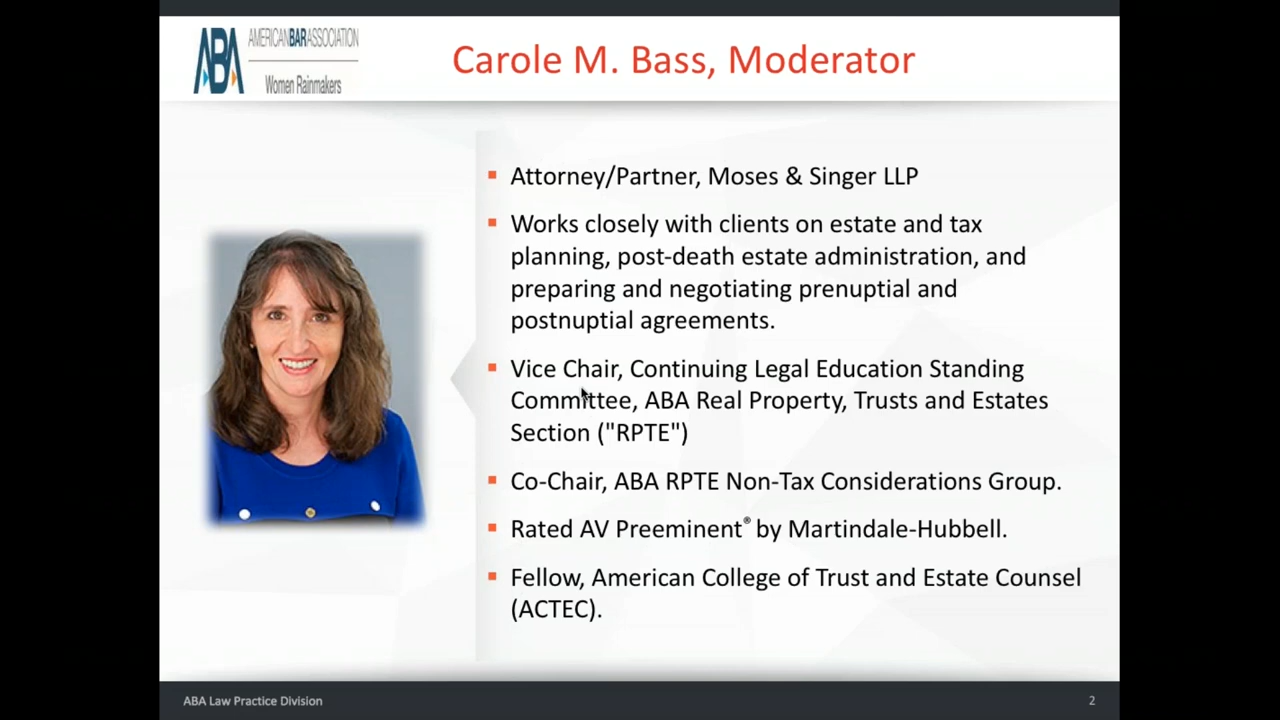 ABA
AMERICANBARASSOCIATION
Women Rainmakers
Carole M. Bass, Moderator
▪ Attorney/Partner, Moses & Singer LLP
▪ Works closely with clients on estate and tax
planning, post-death estate administration, and
preparing and negotiating prenuptial and
postnuptial agreements.
▪ Vice Chair, Continuing Legal Education Standing
Committee, ABA Real Property, Trusts and Estates
Section ("RPTE")
▪ Co-Chair, ABA RPTE Non-Tax Considerations Group.
▪ Rated AV Preeminent® by Martindale-Hubbell.
▪ Fellow, American College of Trust and Estate Counsel
(ACTEC).
ABA Law Practice Division
2